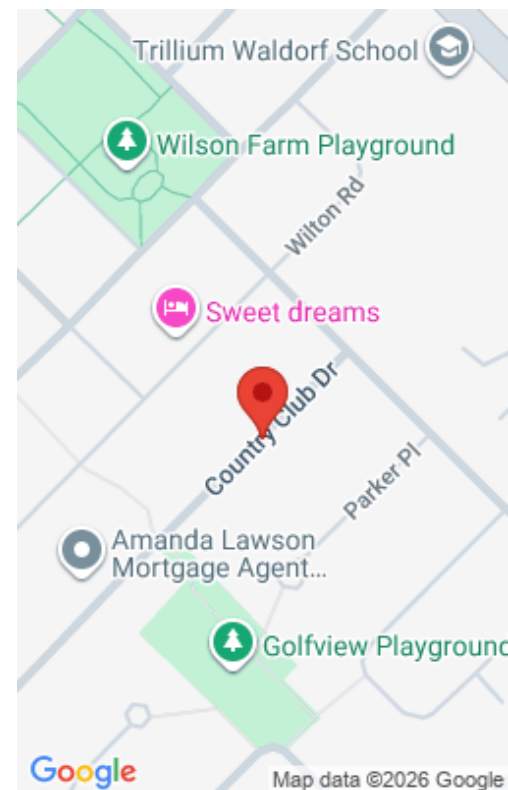 Trillium Waldorf School
Wilson Farm Playground
Wilton Rd
Sweet dreams
Country Club Dr
Parker Pl
Amanda Lawson
Mortgage Agent...
Golfview Playground
Google
Map data ©2026 Google